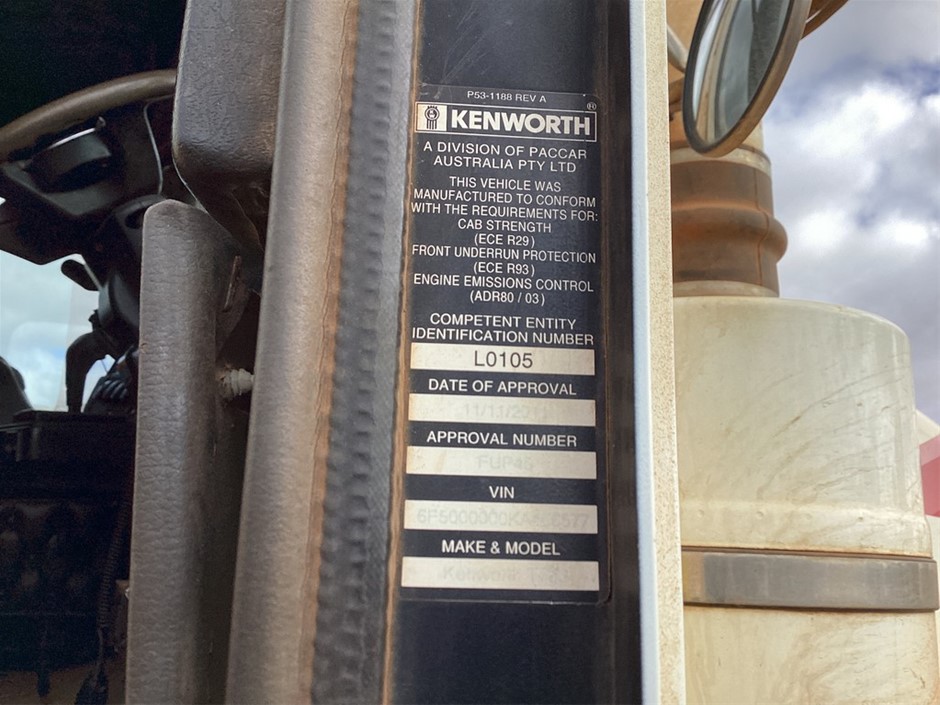 P53-1188 REV A
KENWORTH ®
A DIVISION OF PACCAR
AUSTRALIA PTY LTD
THIS VEHICLE WAS
MANUFACTURED TO CONFORM
WITH THE REQUIREMENTS FOR:
CAB STRENGTH
(ECE R29)
FRONT UNDERRUN PROTECTION
(ECE R93)
ENGINE EMISSIONS CONTROL
(ADR80 / 03)
COMPETENT ENTITY
IDENTIFICATION NUMBER
L0105
DATE OF APPROVAL
APPROVAL NUMBER
VIN
MAKE & MODEL
Kenworth